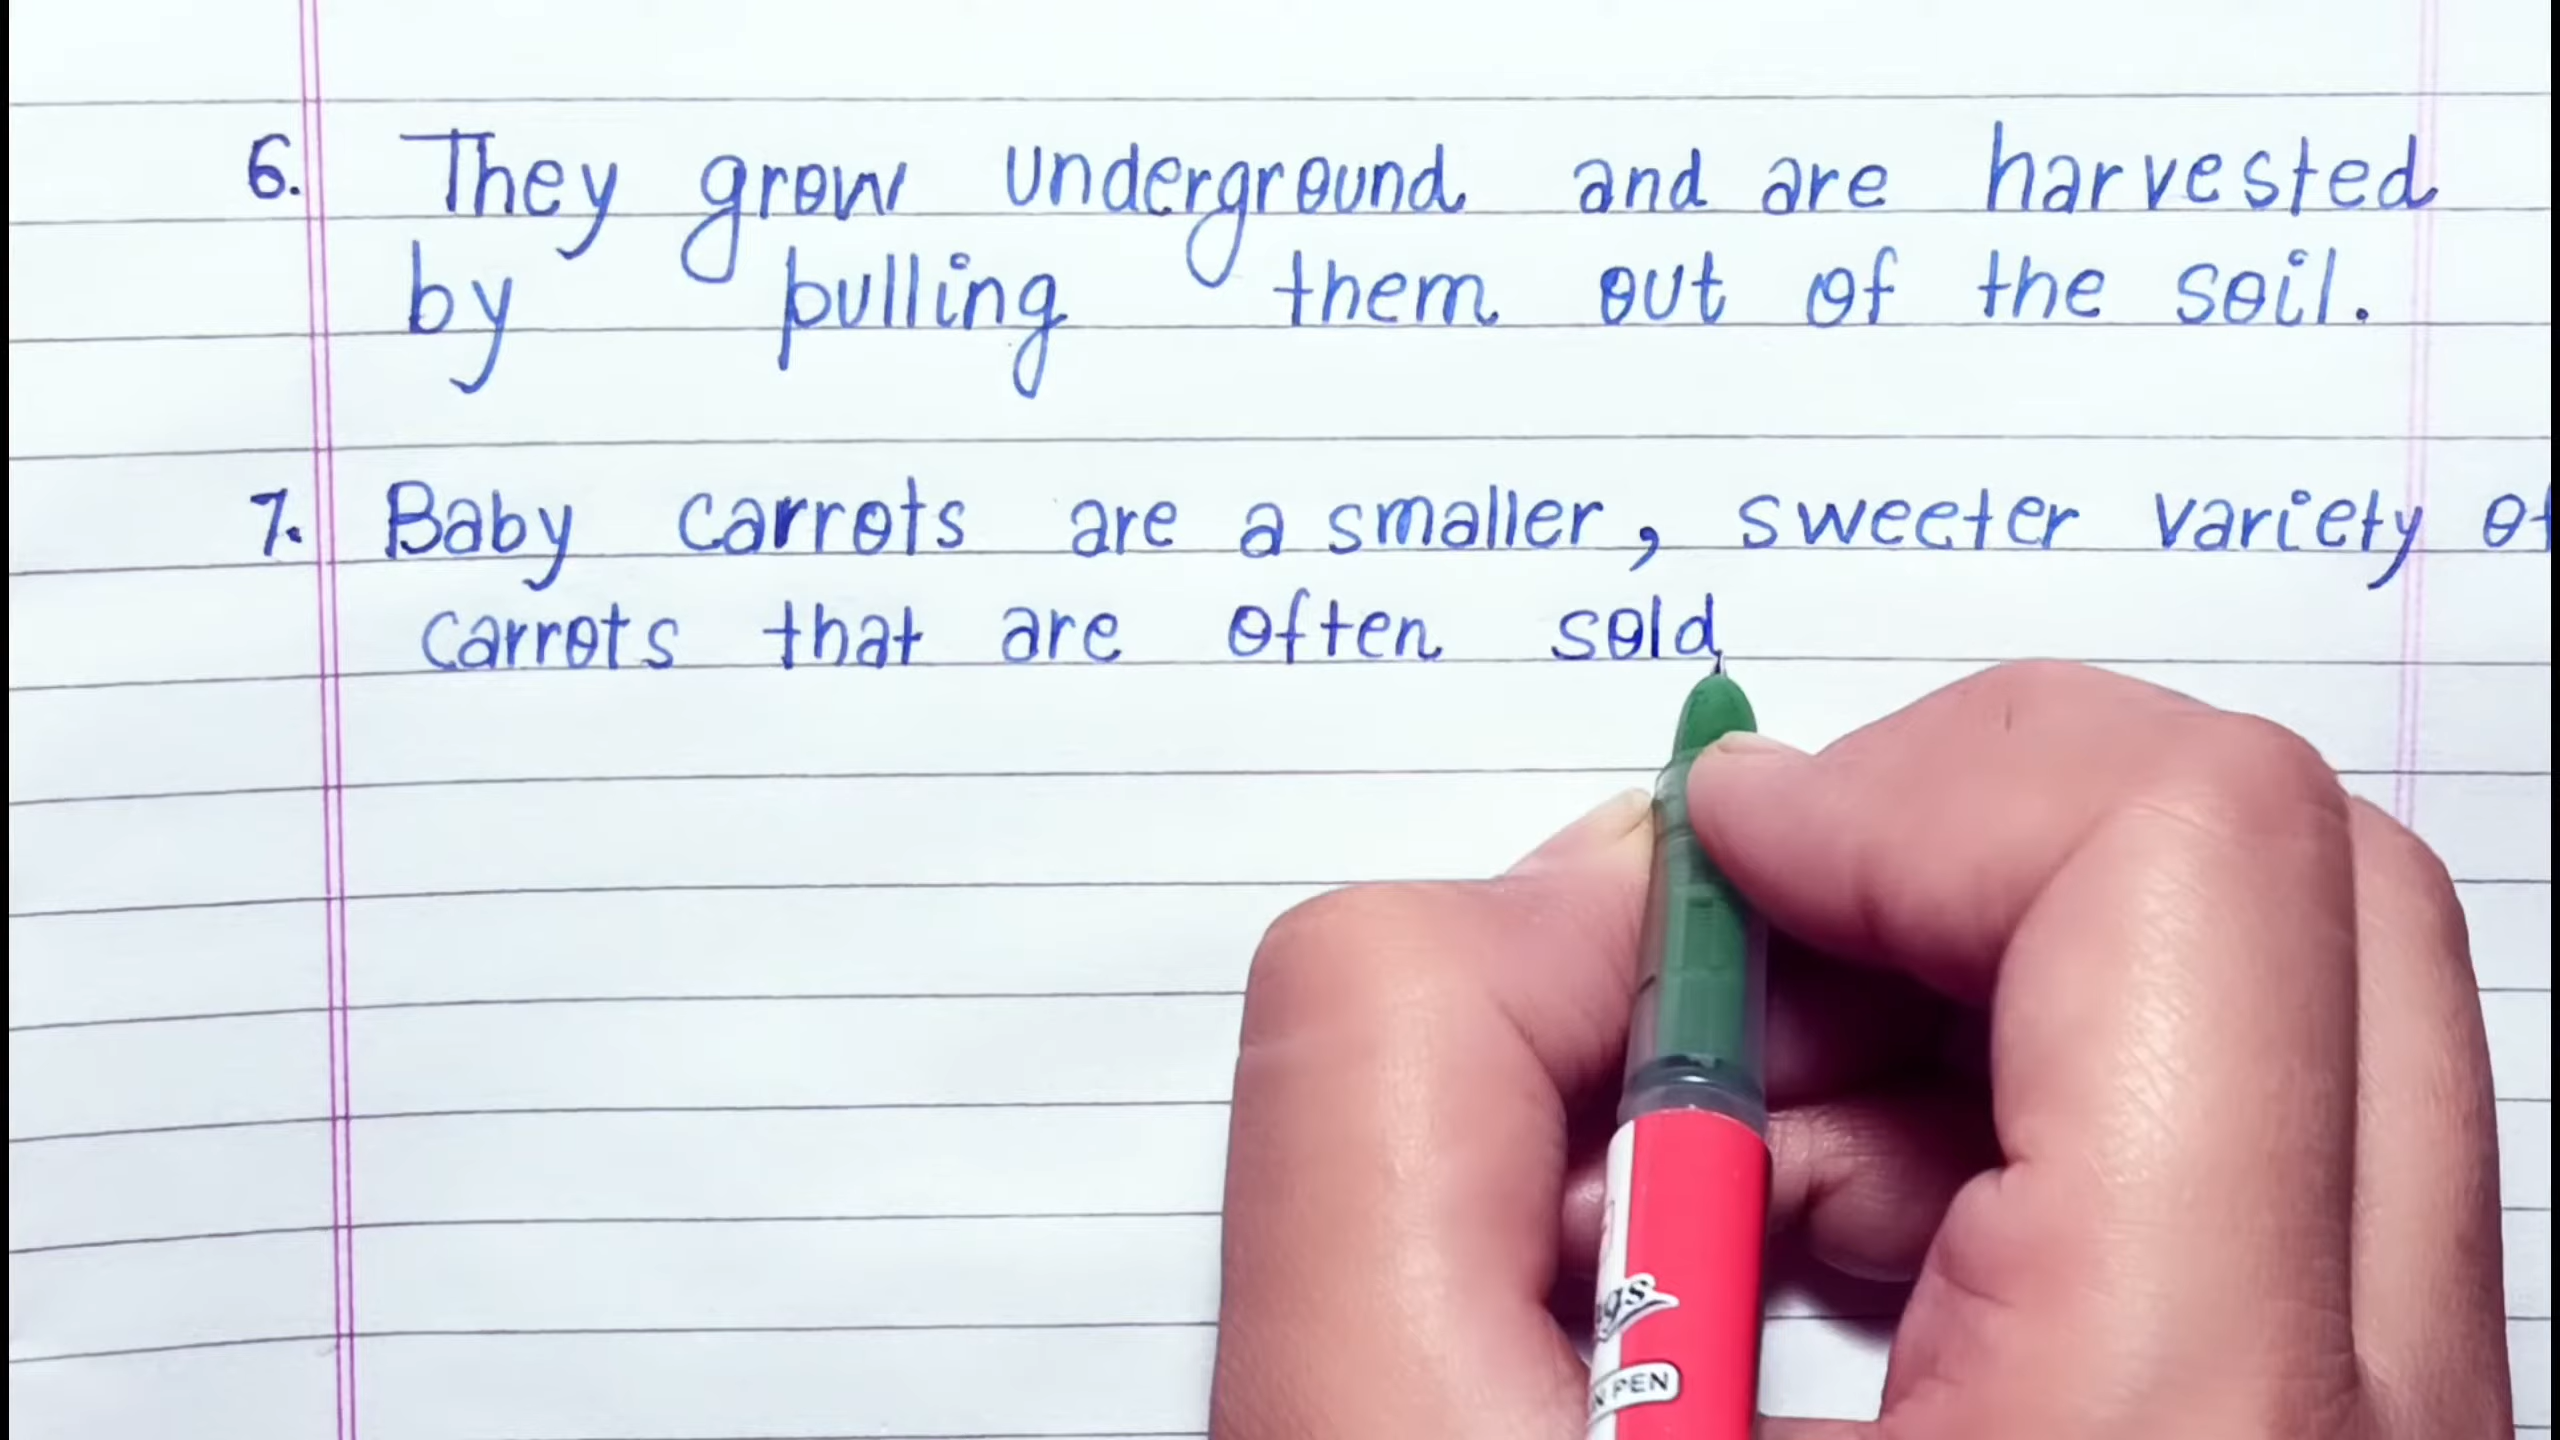 6. They grow underground and are harvested
by pulling them out of the soil.
7. Baby carrots are a smaller, sweeter variety of
carrots that are often sold
PEN